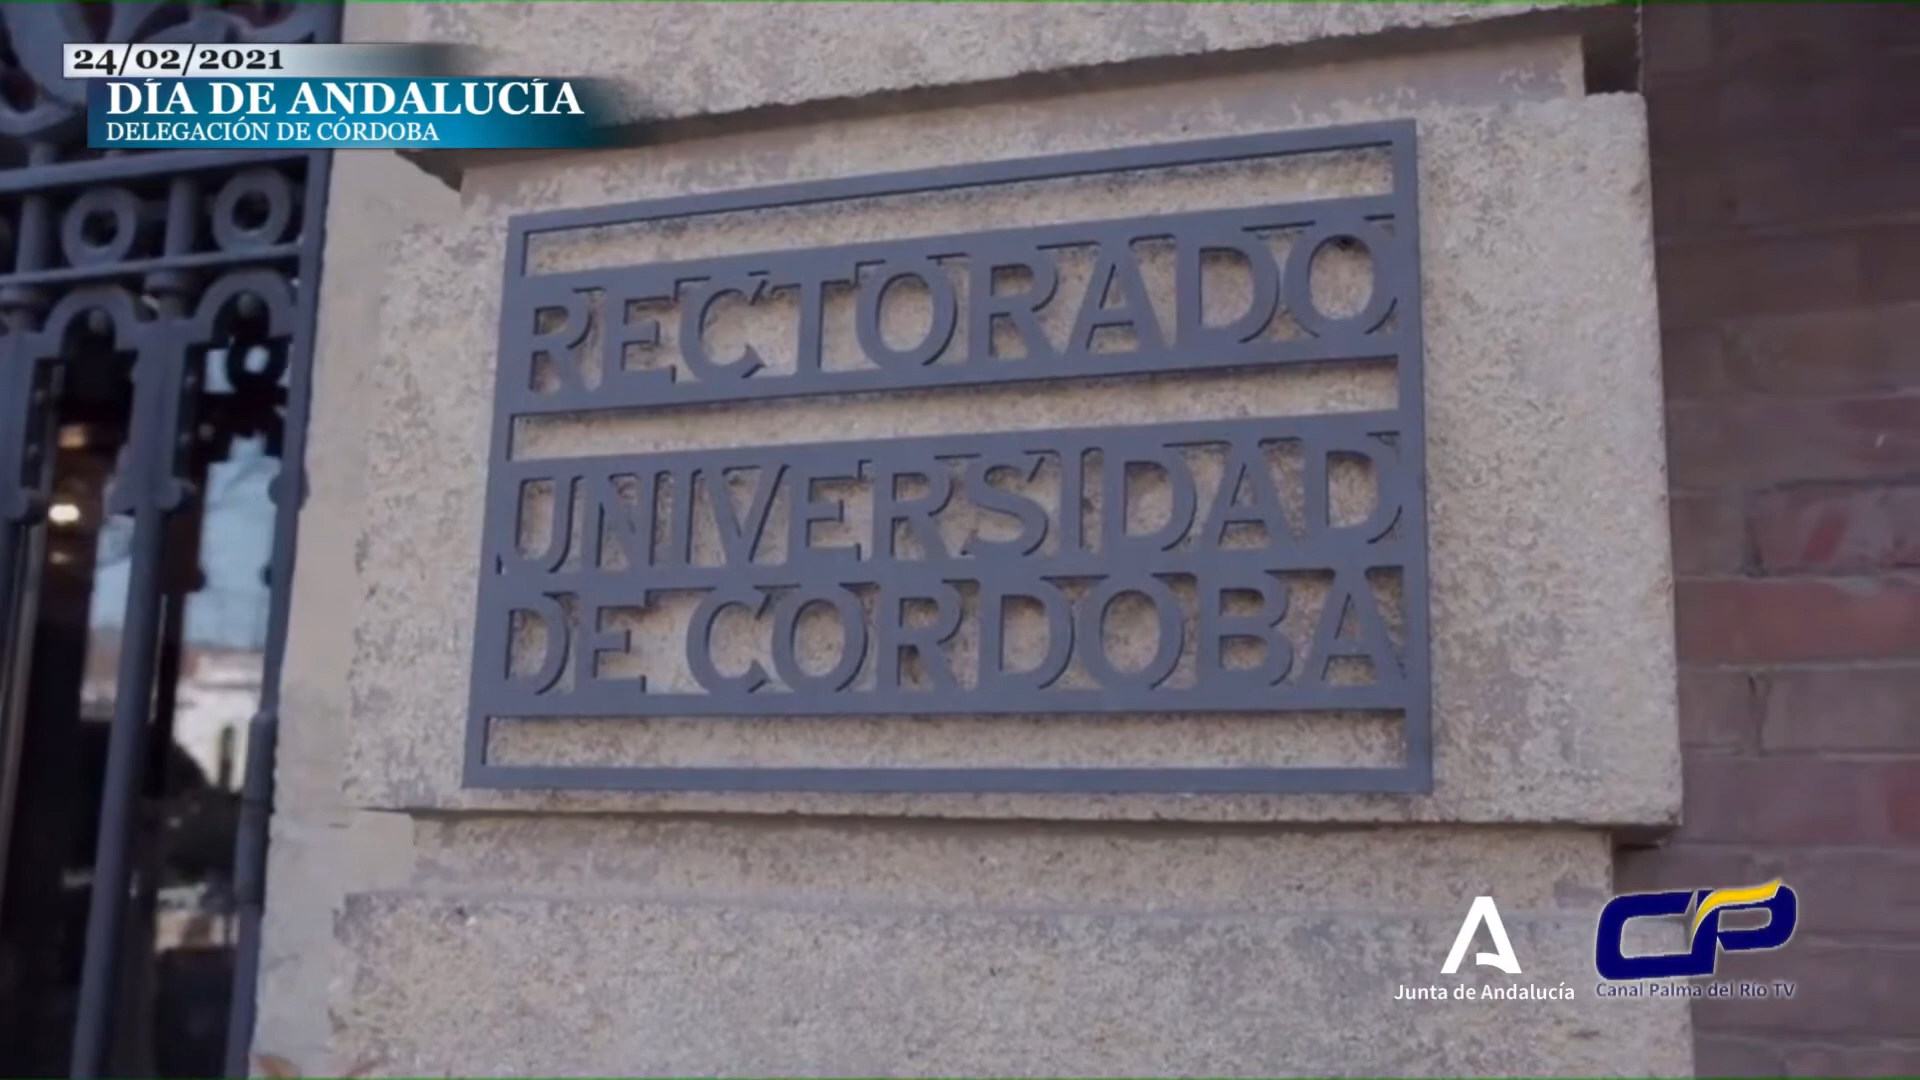 24/02/2021
DÍA DE ANDALUCÍA
DELEGACIÓN DE CÓRDOBA
RECTORADO
UNIVERSIDAD
DE CORDOBA
Junta de Andalucía
CP
Canal Palma del Río TV